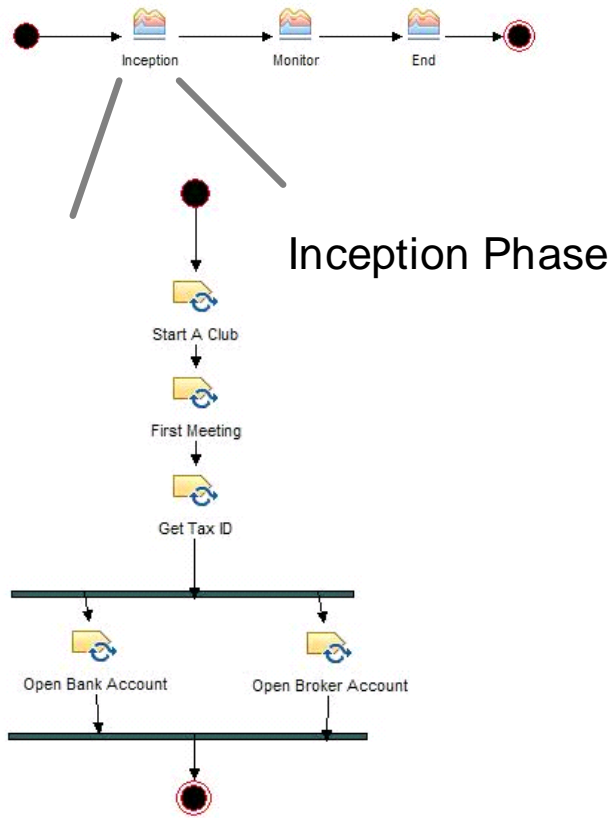 Inception
Monitor
End
Inception Phase
Start A Club
First Meeting
Get Tax ID
Open Bank Account
Open Broker Account